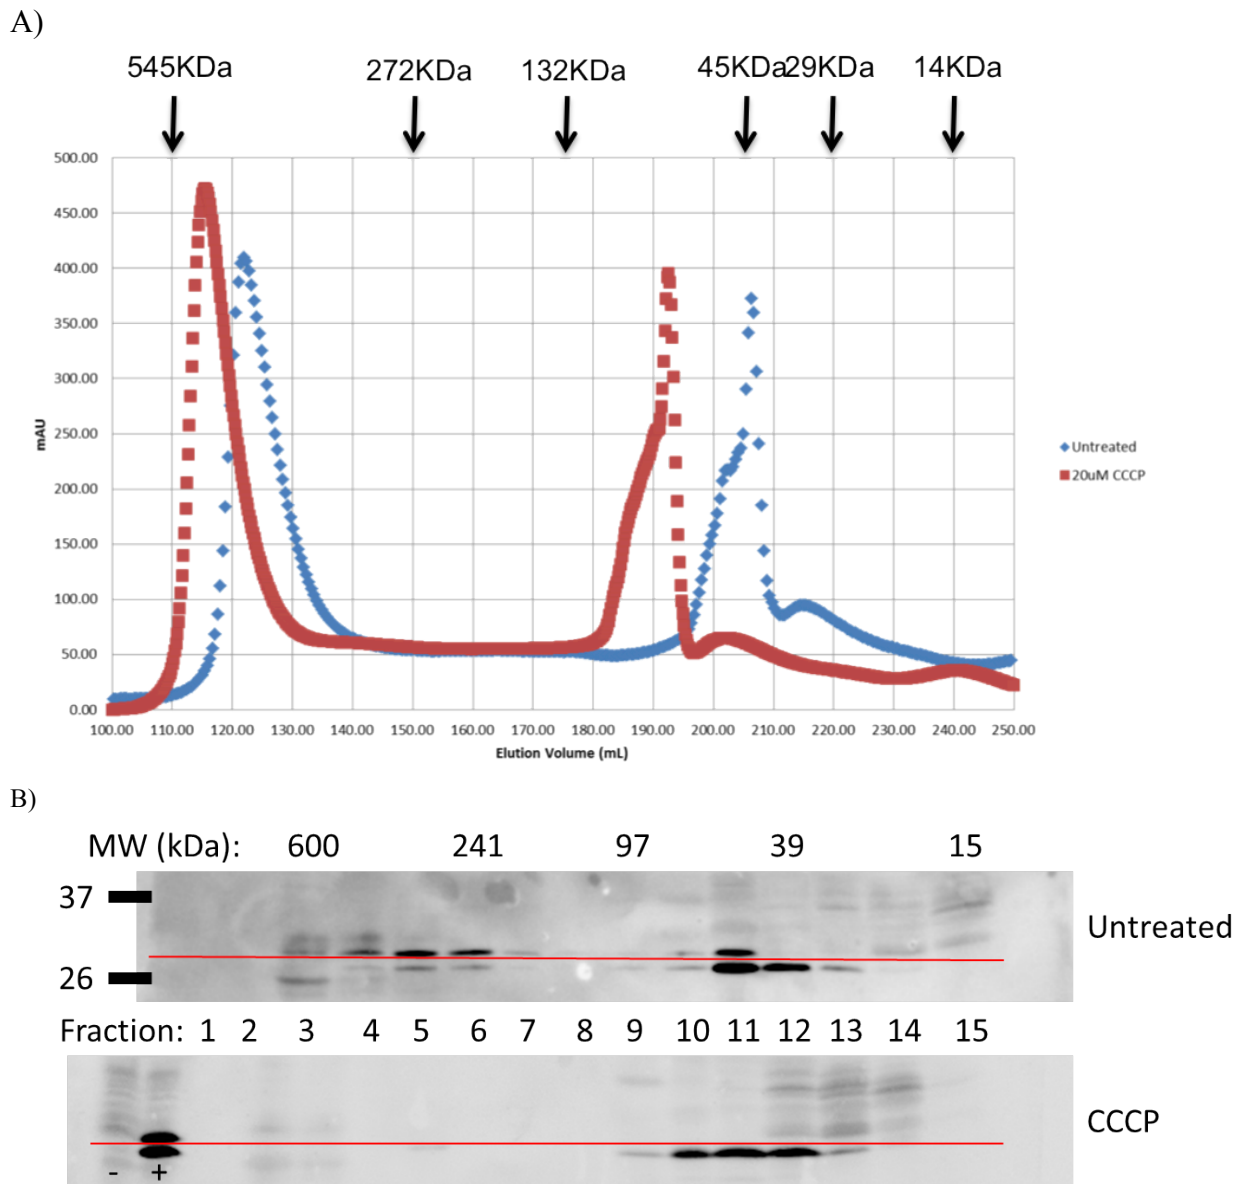 A)
545KDa 272KDa 132KDa 45KDa 29KDa 14KDa
500.00
450.00
400.00
350.00
300.00
250.00
200.00
150.00
100.00
50.00
0.00
mAU
100.00 110.00 120.00 130.00 140.00 150.00 160.00 170.00 180.00 190.00 200.00 210.00 220.00 230.00 240.00 250.00
Elution Volume (mL)
Untreated
20uM CCCP
B)
MW (kDa): 600 241 97 39 15
37
Untreated
26
Fraction: 1 2 3 4 5 6 7 8 9 10 11 12 13 14 15
CCCP
- +